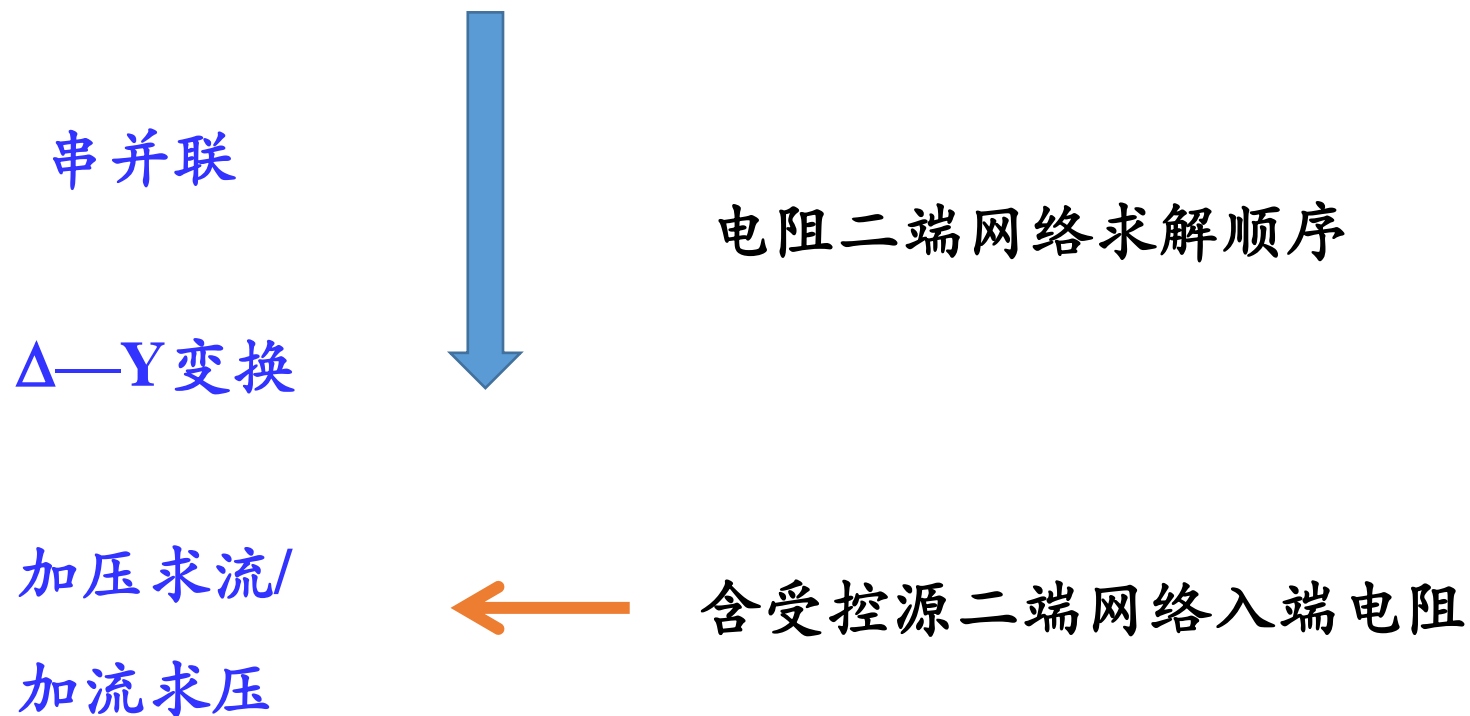 串并联
电阻二端网络求解顺序
Δ—Y变换
加压求流/
含受控源二端网络入端电阻
加流求压